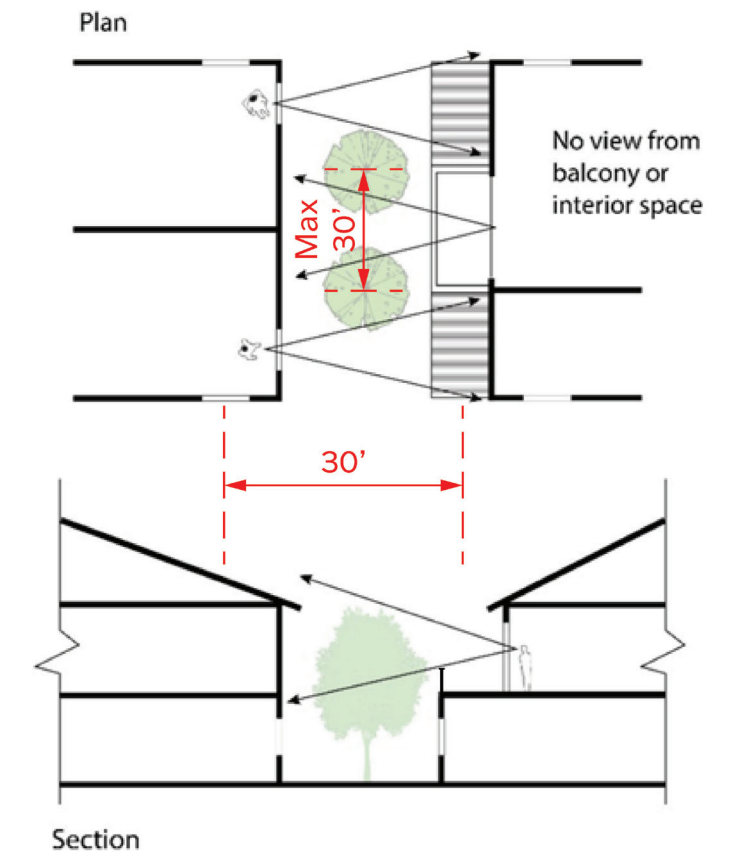 Plan
No view from
balcony or
interior space
Max
30’
30’
Section